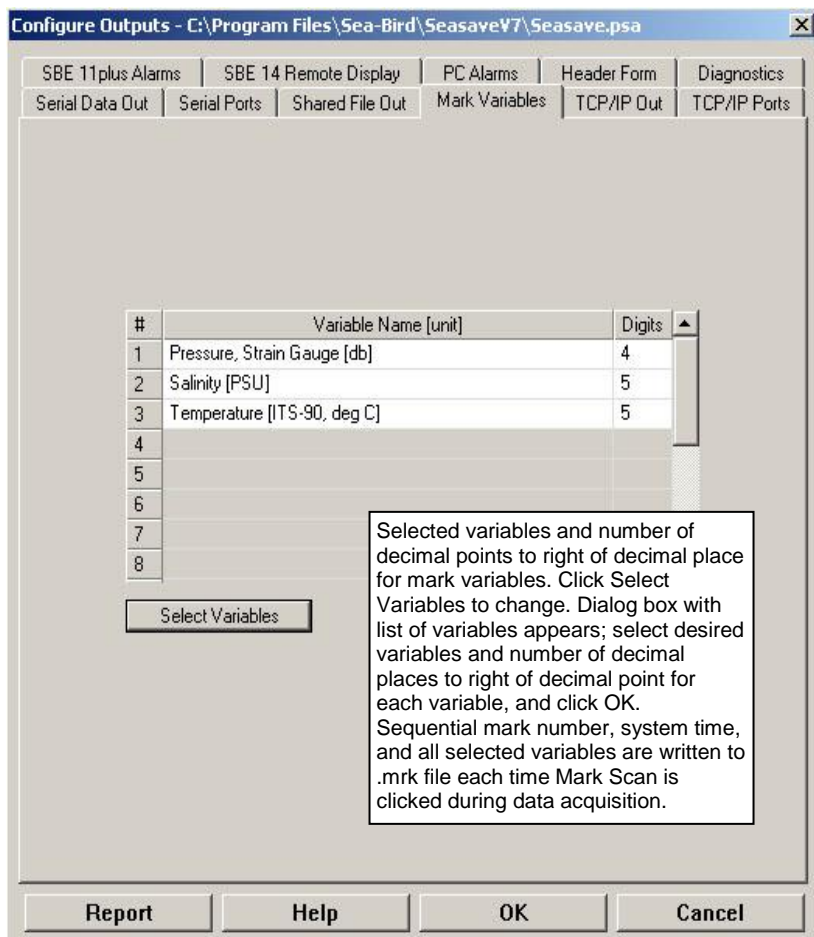 Configure Outputs - C:\Program Files\Sea-Bird\SeasaveV7\Seasave.psa
SBE 11plus Alarms SBE 14 Remote Display PC Alarms Header Form Diagnostics
Serial Data Out Serial Ports Shared File Out Mark Variables TCP/IP Out TCP/IP Ports
# Variable Name [unit] Digits
1 Pressure, Strain Gauge [db] 4
2 Salinity [PSU] 5
3 Temperature [ITS-90, deg C] 5
4
5
6
7
8
Select Variables
Selected variables and number of
decimal points to right of decimal place
for mark variables. Click Select
Variables to change. Dialog box with
list of variables appears; select desired
variables and number of decimal
places to right of decimal point for
each variable, and click OK.
Sequential mark number, system time,
and all selected variables are written to
.mrk file each time Mark Scan is
clicked during data acquisition.
Report Help OK Cancel